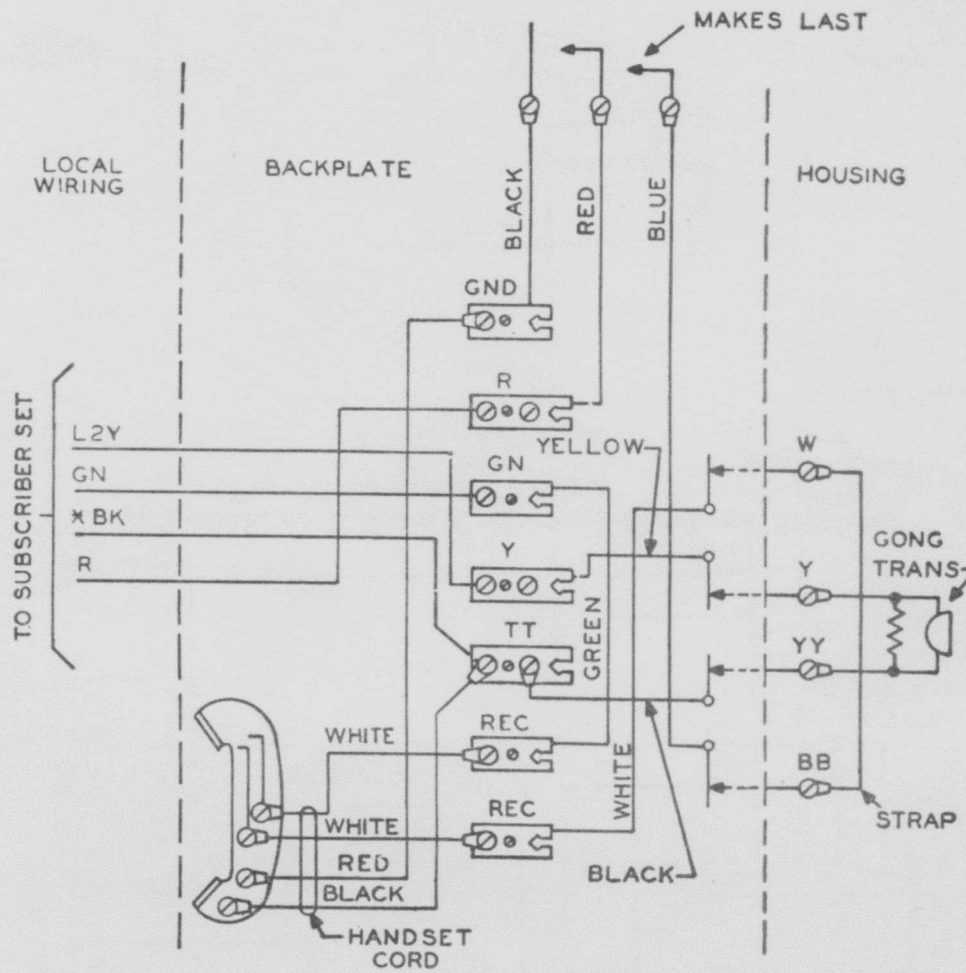 MAKES LAST
LOCAL
WIRING
BACKPLATE
HOUSING
BLACK
RED
BLUE
GND
R
TO SUBSCRIBER SET
L2Y
GN
*BK
R
GN
YELLOW
Y
TT
GREEN
WHITE
REC
REC
W
Y
YY
BB
GONG
TRANS-
STRAP
WHITE
WHITE
RED
BLACK
BLACK
HANDSET
CORD